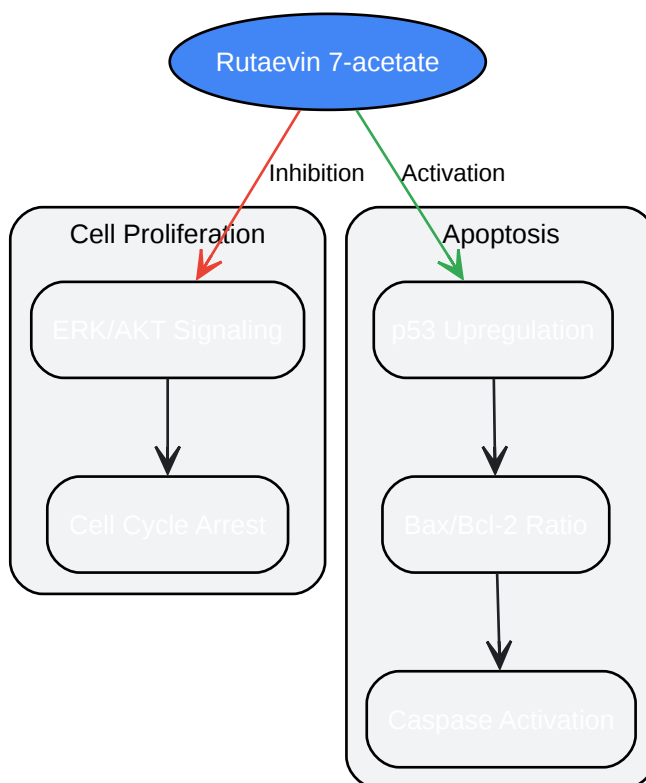 Rutaevin 7-acetate
Inhibition
Activation
Cell Proliferation
Apoptosis
ERK/AKT Signaling
p53 Upregulation
Cell Cycle Arrest
Bax/Bcl-2 Ratio
Caspase Activation